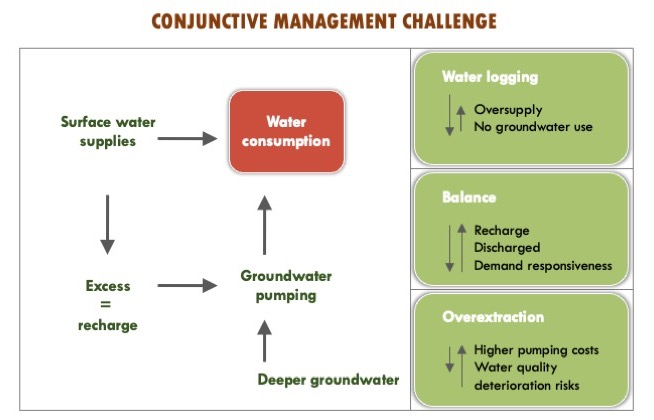 CONJUNCTIVE MANAGEMENT CHALLENGE
Surface water
supplies
Water
consumption
Excess
=
recharge
Groundwater
pumping
Deeper groundwater
Water logging
Oversupply
No groundwater use
Balance
Recharge
Discharged
Demand responsiveness
Overextraction
Higher pumping costs
Water quality
deterioration risks